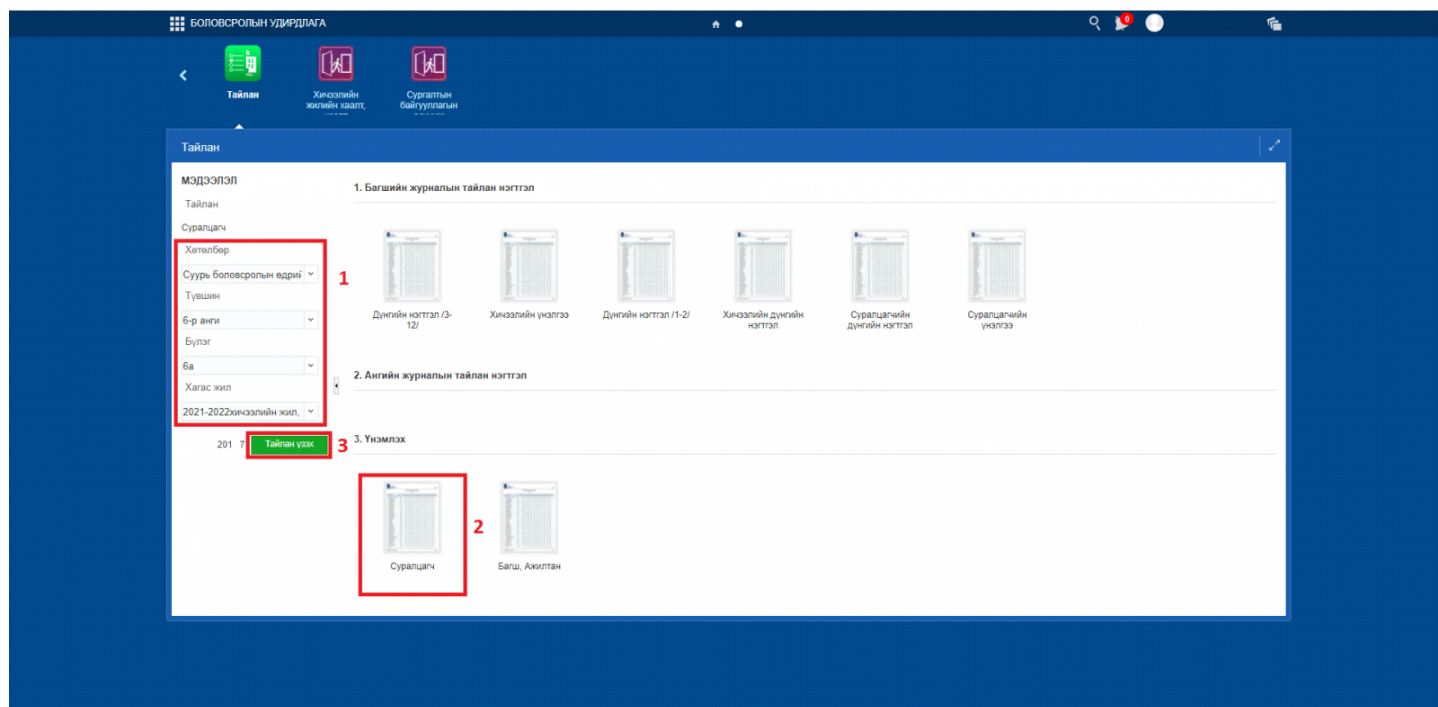 БОЛОВСРОЛЫН УДИРДЛАГА
0
Тайлан
Хичээлийн
жилийн хаалт,
Сургалтын
байгууллагын
Тайлан
МЭДЭЭЛЭЛ
Тайлан
Суралцагч
Хөтөлбөр
Суурь боловсролын өдрий
1
Түвшин
6-р анги
Бүлэг
6а
Хагас жил
2021-2022хичээлийн жил,
201 7
Тайлан үзэх
3
1. Багшийн журналын тайлан нэгтгэл
Дүнгийн нэгтгэл /3-
12/
Хичээлийн үнэлгээ
Дүнгийн нэгтгэл /1-2/
Хичээлийн дүнгийн
нэгтгэл
Суралцагчийн
дүнгийн нэгтгэл
Суралцагчийн
үнэлгээ
2. Ангийн журналын тайлан нэгтгэл
3. Үнэмлэх
Суралцагч
2
Багш, Ажилтан